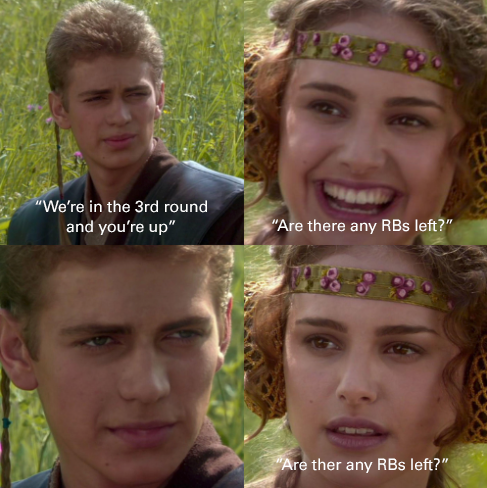 “We’re in the 3rd round
and you’re up”
“Are there any RBs left?”
“Are ther any RBs left?”